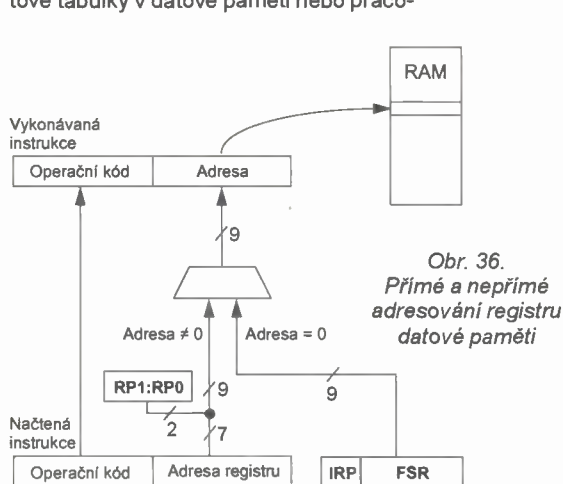 tové tabulky v datové paměti nebo praco-
RAM
Vykonávaná
instrukce
Operační kód
Adresa
9
Obr. 36.
Přímé a nepřímé
adresování registru
datové paměti
Adresa ≠ 0
Adresa = 0
RP1:RP0
9
9
2
7
Načtená
instrukce
Operační kód
Adresa registru
IRP
FSR